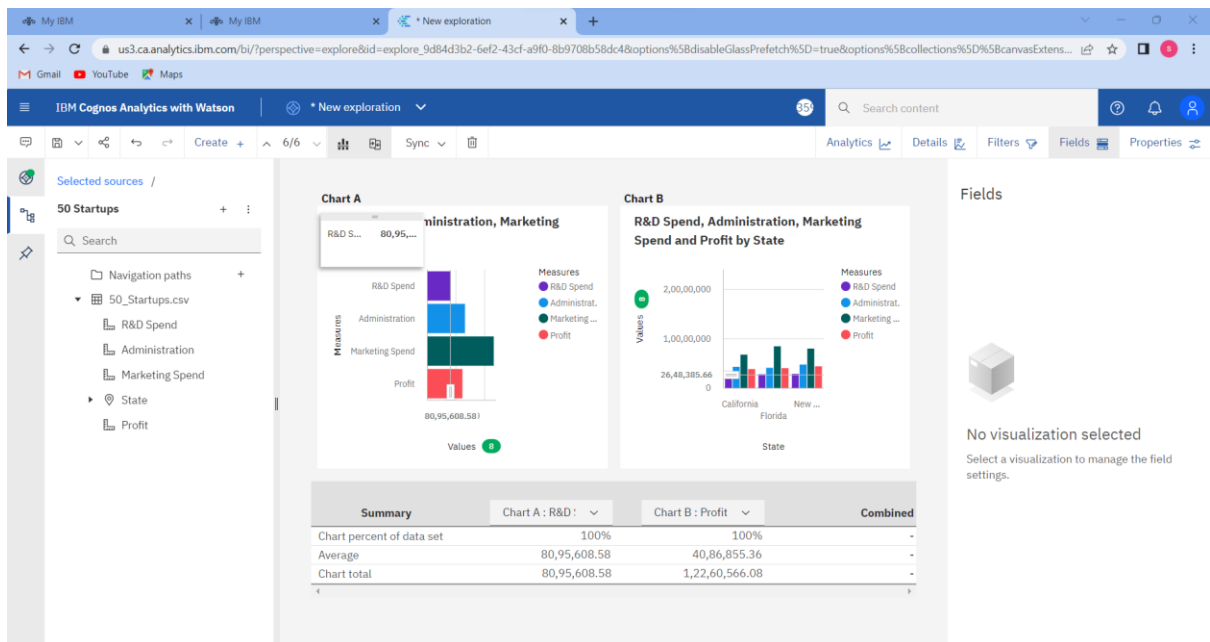 My IBM
My IBM
* New exploration
us3.ca.analytics.ibm.com/bi/?perspective=explore&id=explore_9d84d3b2-6ef2-43cf-a9f0-8b9708b58dc4&options%5BdisableGlassPrefetch%5D=true&options%5Bcollections%5D%5BcanvasExtens...
Gmail YouTube Maps
IBM Cognos Analytics with Watson
* New exploration
Search content
Create + 6/6 Sync
Analytics Details Filters Fields Properties
Selected sources /
50 Startups
Search
Navigation paths
50_Startups.csv
R&D Spend
Administration
Marketing Spend
State
Profit
Chart A
ministration, Marketing
R&D S... 80,95,...
R&D Spend
Administration
Marketing Spend
Profit
Measures
80,95,608.58)
Values 8
Measures
R&D Spend
Administrat.
Marketing ...
Profit
Chart B
R&D Spend, Administration, Marketing
Spend and Profit by State
Values
2,00,00,000
1,00,00,000
26,48,385.66
0
California New ...
Florida
State
Measures
R&D Spend
Administrat.
Marketing ...
Profit
Summary Chart A : R&D : Chart B : Profit Combined
Chart percent of data set 100% 100% -
Average 80,95,608.58 40,86,855.36 -
Chart total 80,95,608.58 1,22,60,566.08 -
Fields
No visualization selected
Select a visualization to manage the field
settings.